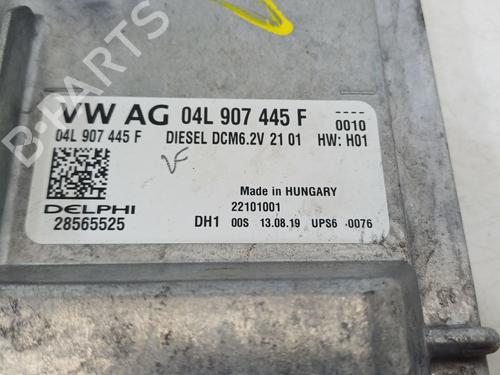 VW AG 04L 907 445 F ----
0010
04L 907 445 F DIESEL DCM6.2V 21 01 HW: H01
VF
Made in HUNGARY
22101001
DELPHI
28565525
DH1 00S 13.08.19 UPS6 -0076